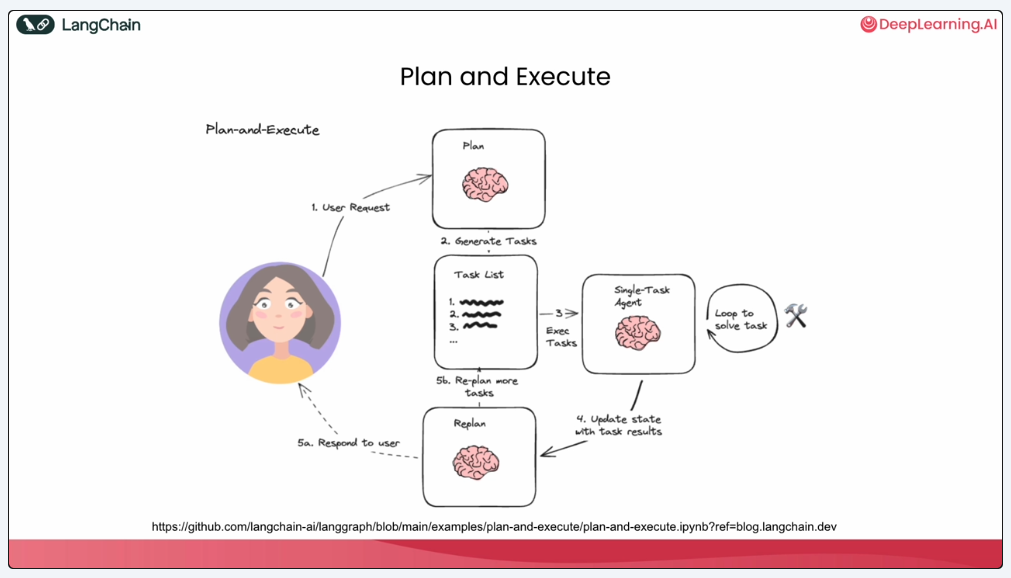 LangChain
DeepLearning.AI
Plan and Execute
Plan-and-Execute
Plan
1. User Request
2. Generate Tasks
Task List
1.
2.
3.
...
3
Exec
Tasks
Single-Task
Agent
Loop to
solve task
5b. Re-plan more
tasks
4. Update state
with task results
Replan
5a. Respond to user
https://github.com/langchain-ai/langgraph/blob/main/examples/plan-and-execute/plan-and-execute.ipynb?ref=blog.langchain.dev